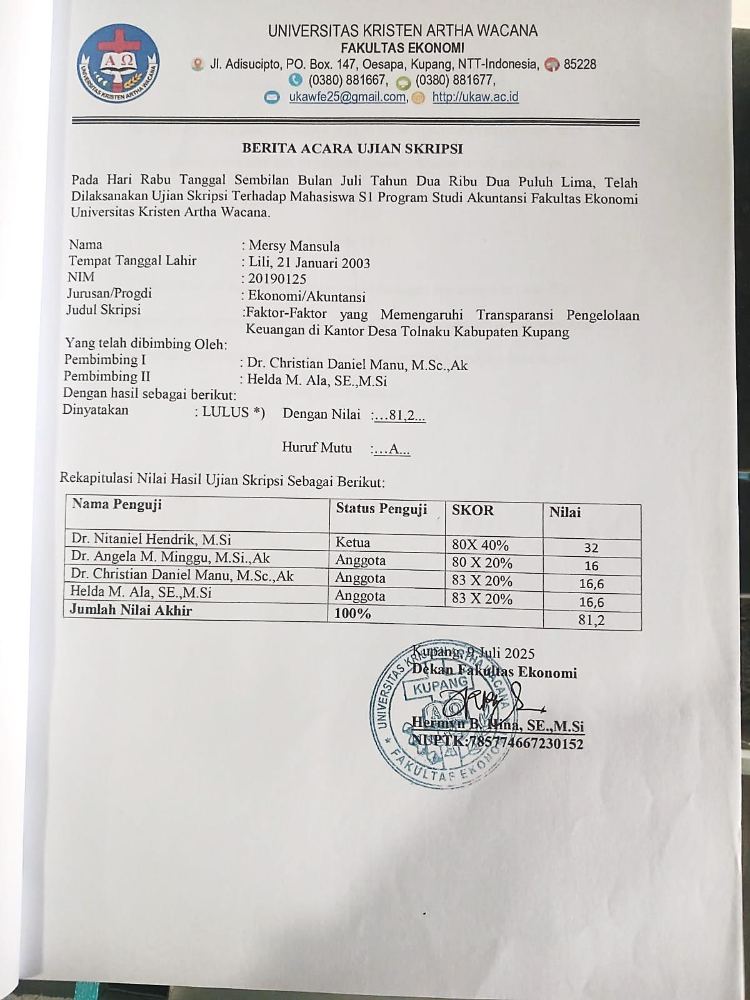 UNIVERSITAS KRISTEN ARTHA WACANA
FAKULTAS EKONOMI
Jl. Adisucipto, PO. Box. 147, Oesapa, Kupang, NTT-Indonesia, 85228
(0380) 881667, (0380) 881677,
ukawfe25@gmail.com, http://ukaw.ac.id
Α Ω
UNIVERSITAS KRISTEN ARTHA WACANA
BERITA ACARA UJIAN SKRIPSI
Pada Hari Rabu Tanggal Sembilan Bulan Juli Tahun Dua Ribu Dua Puluh Lima, Telah
Dilaksanakan Ujian Skripsi Terhadap Mahasiswa S1 Program Studi Akuntansi Fakultas Ekonomi
Universitas Kristen Artha Wacana.
Nama : Mersy Mansula
Tempat Tanggal Lahir : Lili, 21 Januari 2003
NIM : 20190125
Jurusan/Progdi : Ekonomi/Akuntansi
Judul Skripsi :Faktor-Faktor yang Memengaruhi Transparansi Pengelolaan
Keuangan di Kantor Desa Tolnaku Kabupaten Kupang
Yang telah dibimbing Oleh:
Pembimbing I : Dr. Christian Daniel Manu, M.Sc.,Ak
Pembimbing II : Helda M. Ala, SE.,M.Si
Dengan hasil sebagai berikut:
Dinyatakan : LULUS *) Dengan Nilai :...81,2...
Huruf Mutu :...A...
Rekapitulasi Nilai Hasil Ujian Skripsi Sebagai Berikut:
Nama Penguji Status Penguji SKOR Nilai
Dr. Nitaniel Hendrik, M.Si Ketua 80X 40% 32
Dr. Angela M. Minggu, M.Si.,Ak Anggota 80 X 20% 16
Dr. Christian Daniel Manu, M.Sc.,Ak Anggota 83 X 20% 16,6
Helda M. Ala, SE.,M.Si Anggota 83 X 20% 16,6
Jumlah Nilai Akhir 100% 81,2
Kupang, 9 Juli 2025
Dekan Fakultas Ekonomi
Hermyn B. Hina, SE.,M.Si
NUPTK:7857746672​30152
UNIVERSITAS KRISTEN ARTHA WACANA
KUPANG
Α Ω
FAKULTAS EKONOMI